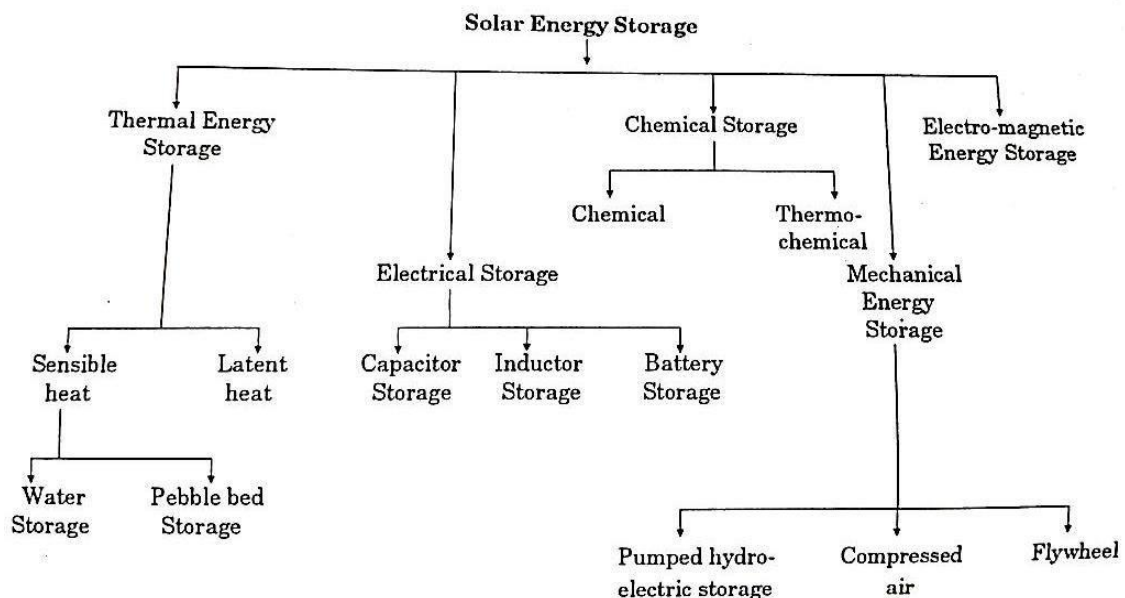 Solar Energy Storage
Thermal Energy
Storage
Chemical Storage
Electro-magnetic
Energy Storage
Chemical
Thermo-
chemical
Electrical Storage
Mechanical
Energy
Storage
Sensible
heat
Latent
heat
Capacitor
Storage
Inductor
Storage
Battery
Storage
Water
Storage
Pebble bed
Storage
Pumped hydro-
electric storage
Compressed
air
Flywheel